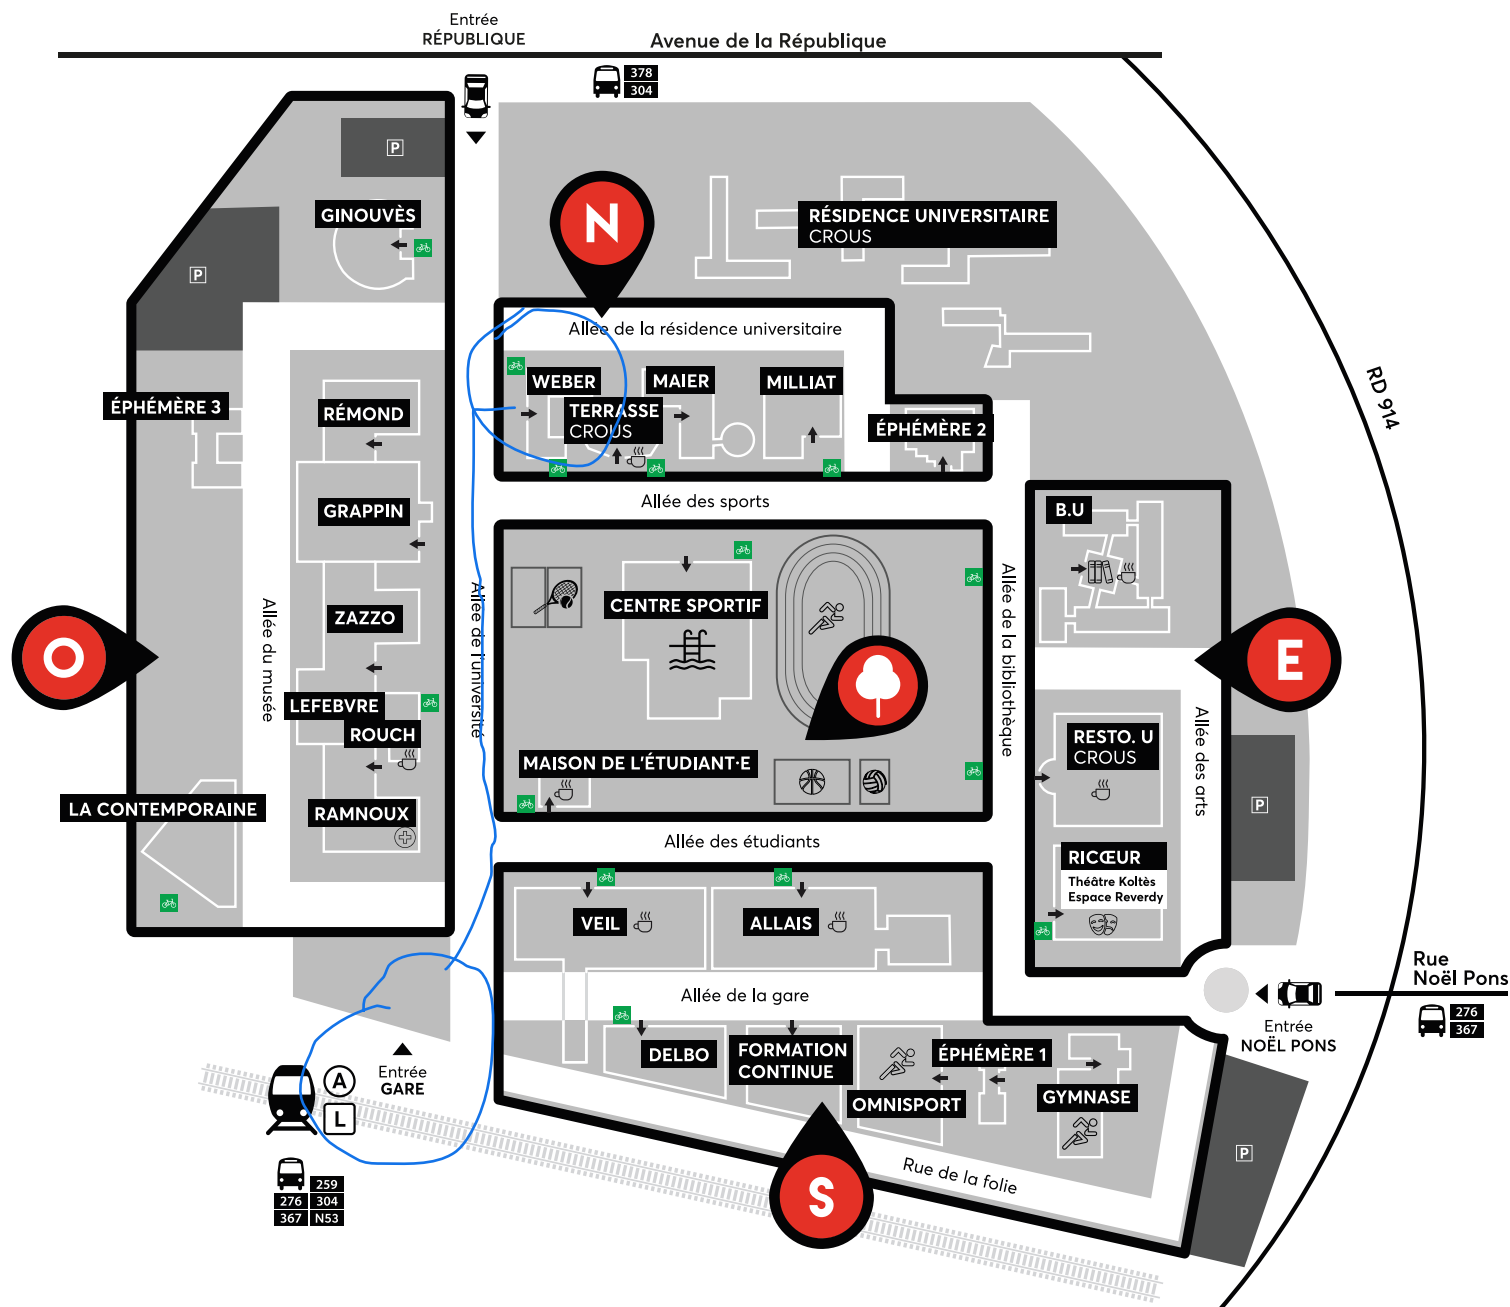 Entrée
RÉPUBLIQUE
Avenue de la République
378
304
P
GINOUVÈS
N
RÉSIDENCE UNIVERSITAIRE
CROUS
P
Allée de la résidence universitaire
WEBER
MAIER
MILLIAT
RD 914
ÉPHÉMÈRE 3
RÉMOND
TERRASSE
CROUS
ÉPHÉMÈRE 2
Allée des sports
GRAPPIN
B.U
Allée du musée
Allée de l'université
CENTRE SPORTIF
Allée de la bibliothèque
ZAZZO
O
E
LEFEBVRE
ROUCH
Allée des arts
RESTO. U
CROUS
MAISON DE L'ÉTUDIANT·E
LA CONTEMPORAINE
RAMNOUX
P
Allée des étudiants
RICŒUR
Théâtre Koltès
Espace Reverdy
VEIL
ALLAIS
Rue
Noël Pons
Allée de la gare
276
367
Entrée
NOËL PONS
DELBO
FORMATION
CONTINUE
ÉPHÉMÈRE 1
Entrée
GARE
A
L
OMNISPORT
GYMNASE
P
Rue de la folie
S
259
276 304
367 N53